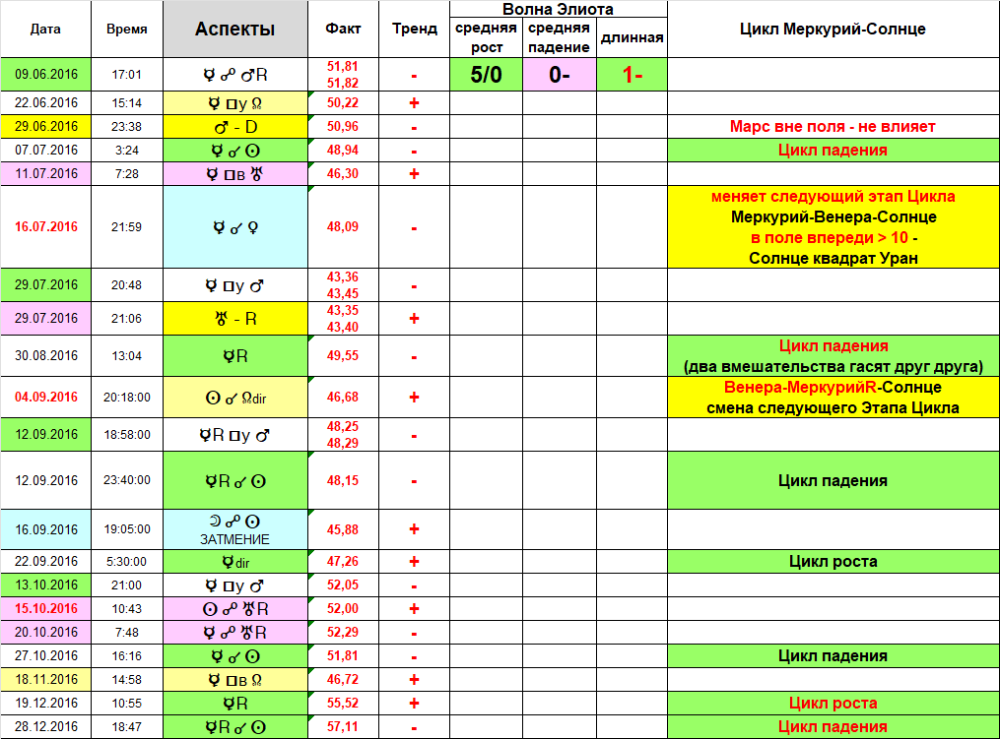 Дата Время Аспекты Факт Тренд Волна Элиота Цикл Меркурий-Солнце
средняя рост средняя падение длинная
09.06.2016 17:01 ☿ ☍ ♂R 51,81 - 5/0 0- 1-
51,82
22.06.2016 15:14 ☿ □у ☊ 50,22 +
29.06.2016 23:38 ♂ - D 50,96 - Марс вне поля - не влияет
07.07.2016 3:24 ☿ ☌ ☉ 48,94 - Цикл падения
11.07.2016 7:28 ☿ □в ♅ 46,30 +
16.07.2016 21:59 ☿ ☌ ♀ 48,09 - меняет следующий этап Цикла
Меркурий-Венера-Солнце
в поле впереди > 10 -
Солнце квадрат Уран
29.07.2016 20:48 ☿ □у ♂ 43,36 -
43,45
29.07.2016 21:06 ♅ - R 43,35 +
43,40
30.08.2016 13:04 ☿R 49,55 - Цикл падения
(два вмешательства гасят друг друга)
04.09.2016 20:18:00 ☉ ☌ ☊dir 46,68 + Венера-МеркурийR-Солнце
смена следующего Этапа Цикла
12.09.2016 18:58:00 ☿R □у ♂ 48,25 -
48,29
12.09.2016 23:40:00 ☿R ☌ ☉ 48,15 - Цикл падения
16.09.2016 19:05:00 ☽ ☍ ☉ 45,88 +
ЗАТМЕНИЕ
22.09.2016 5:30:00 ☿dir 47,26 + Цикл роста
13.10.2016 21:00 ☿ □у ♂ 52,05 -
15.10.2016 10:43 ☉ ☍ ♅R 52,00 +
20.10.2016 7:48 ☿ ☍ ♅R 52,29 -
27.10.2016 16:16 ☿ ☌ ☉ 51,81 - Цикл падения
18.11.2016 14:58 ☿ □в ☊ 46,72 +
19.12.2016 10:55 ☿R 55,52 + Цикл роста
28.12.2016 18:47 ☿R ☌ ☉ 57,11 - Цикл падения